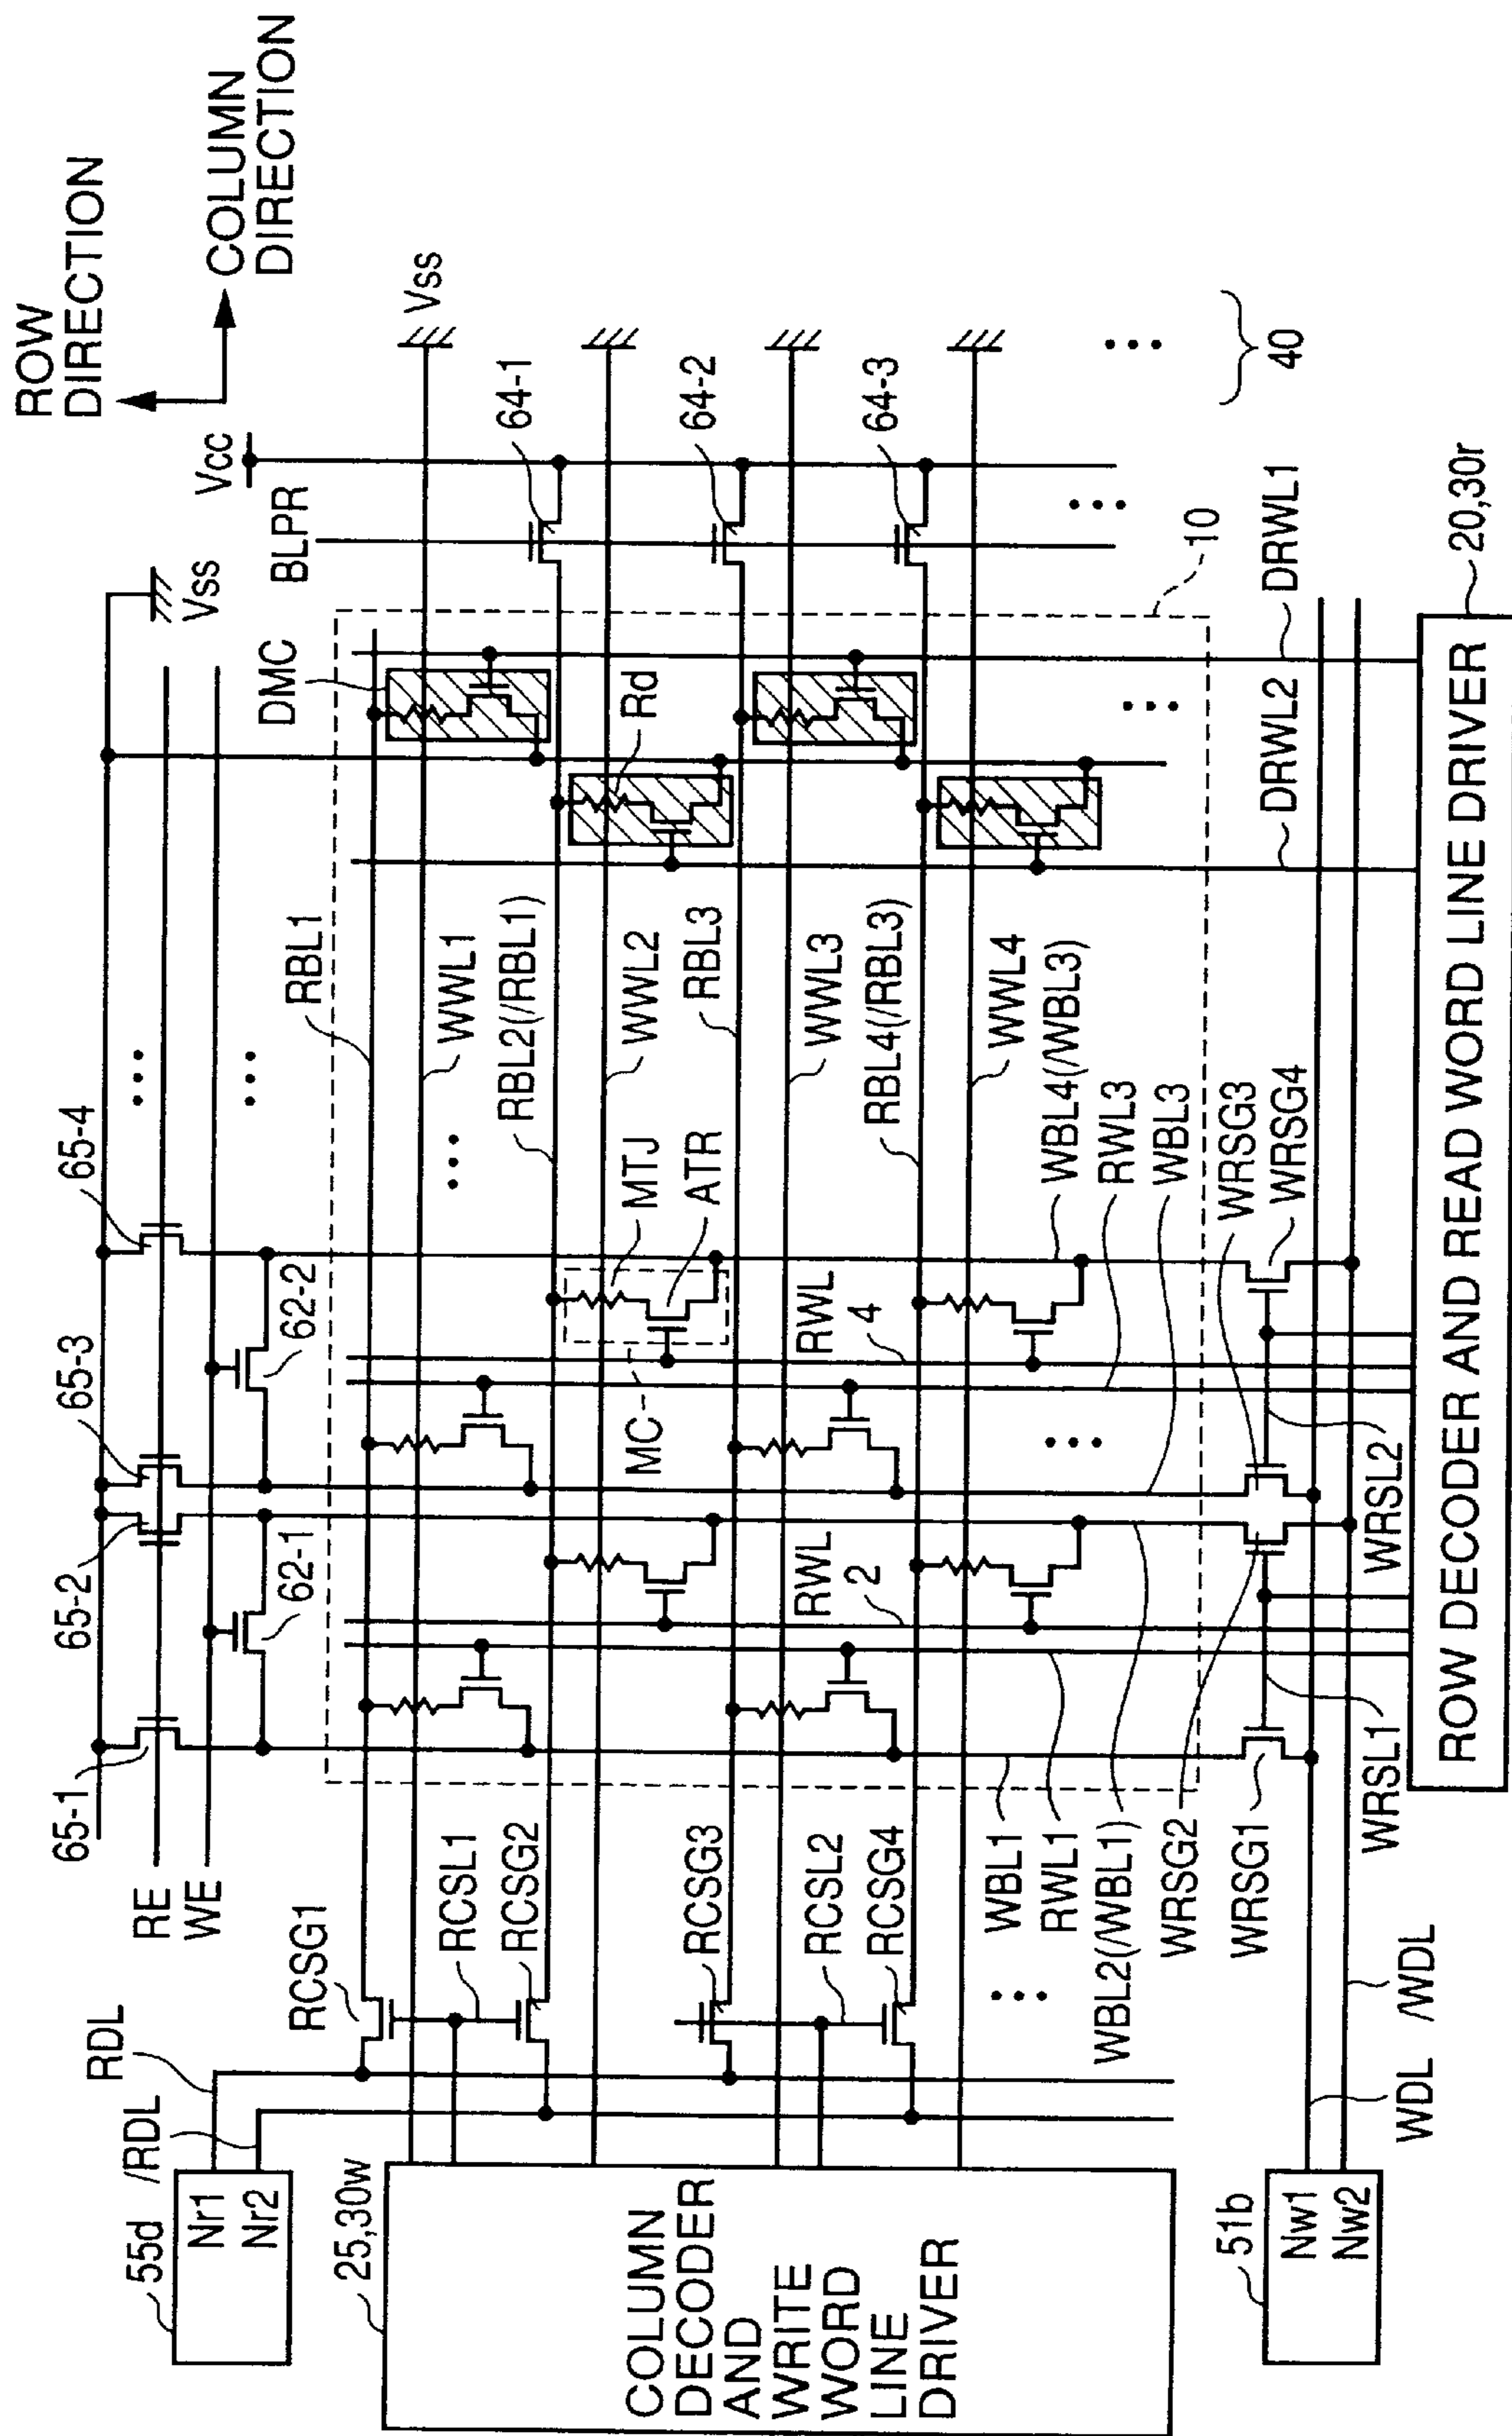 ROW
DIRECTION
COLUMN
DIRECTION
Vcc
BLPR
Vss
Vss
DMC
Rd
64-1
64-2
64-3
40
10
20,30r
DRWL1
DRWL2
RBL1
WWL1
RBL2(/RBL1)
WWL2
RBL3
WWL3
RBL4(/RBL3)
WWL4
WBL4(/WBL3)
RWL3
WBL3
WRSG3
WRSG4
65-4
65-3
65-2
65-1
62-2
62-1
MTJ
ATR
MC
RWL
4
RWL
2
RE
WE
RCSG1
RCSL1
RCSG2
RCSG3
RCSL2
RCSG4
WBL1
RWL1
WBL2(/WBL1)
WRSG2
WRSG1
WRSL1
WRSL2
ROW DECODER AND READ WORD LINE DRIVER
RDL
/RDL
55d
Nr1
Nr2
25,30w
COLUMN
DECODER
AND
WRITE
WORD
LINE
DRIVER
51b
Nw1
Nw2
WDL
/WDL